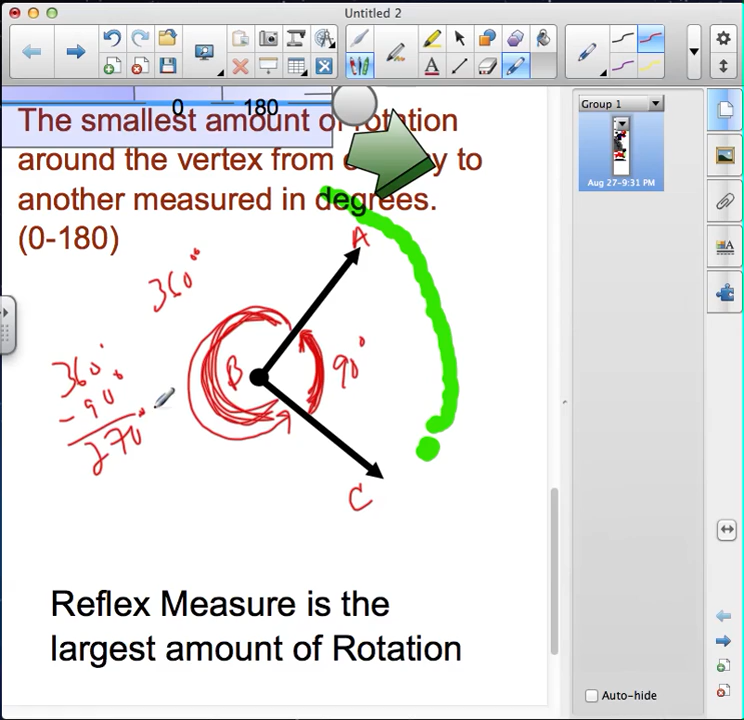 Untitled 2
0 180
The smallest amount of rotation
around the vertex from to
another measured in degrees.
(0-180)
360°
A
360°
- 90°
270°
B
90°
C
Reflex Measure is the
largest amount of Rotation
Group 1
Aug 27-9:31 PM
Auto-hide